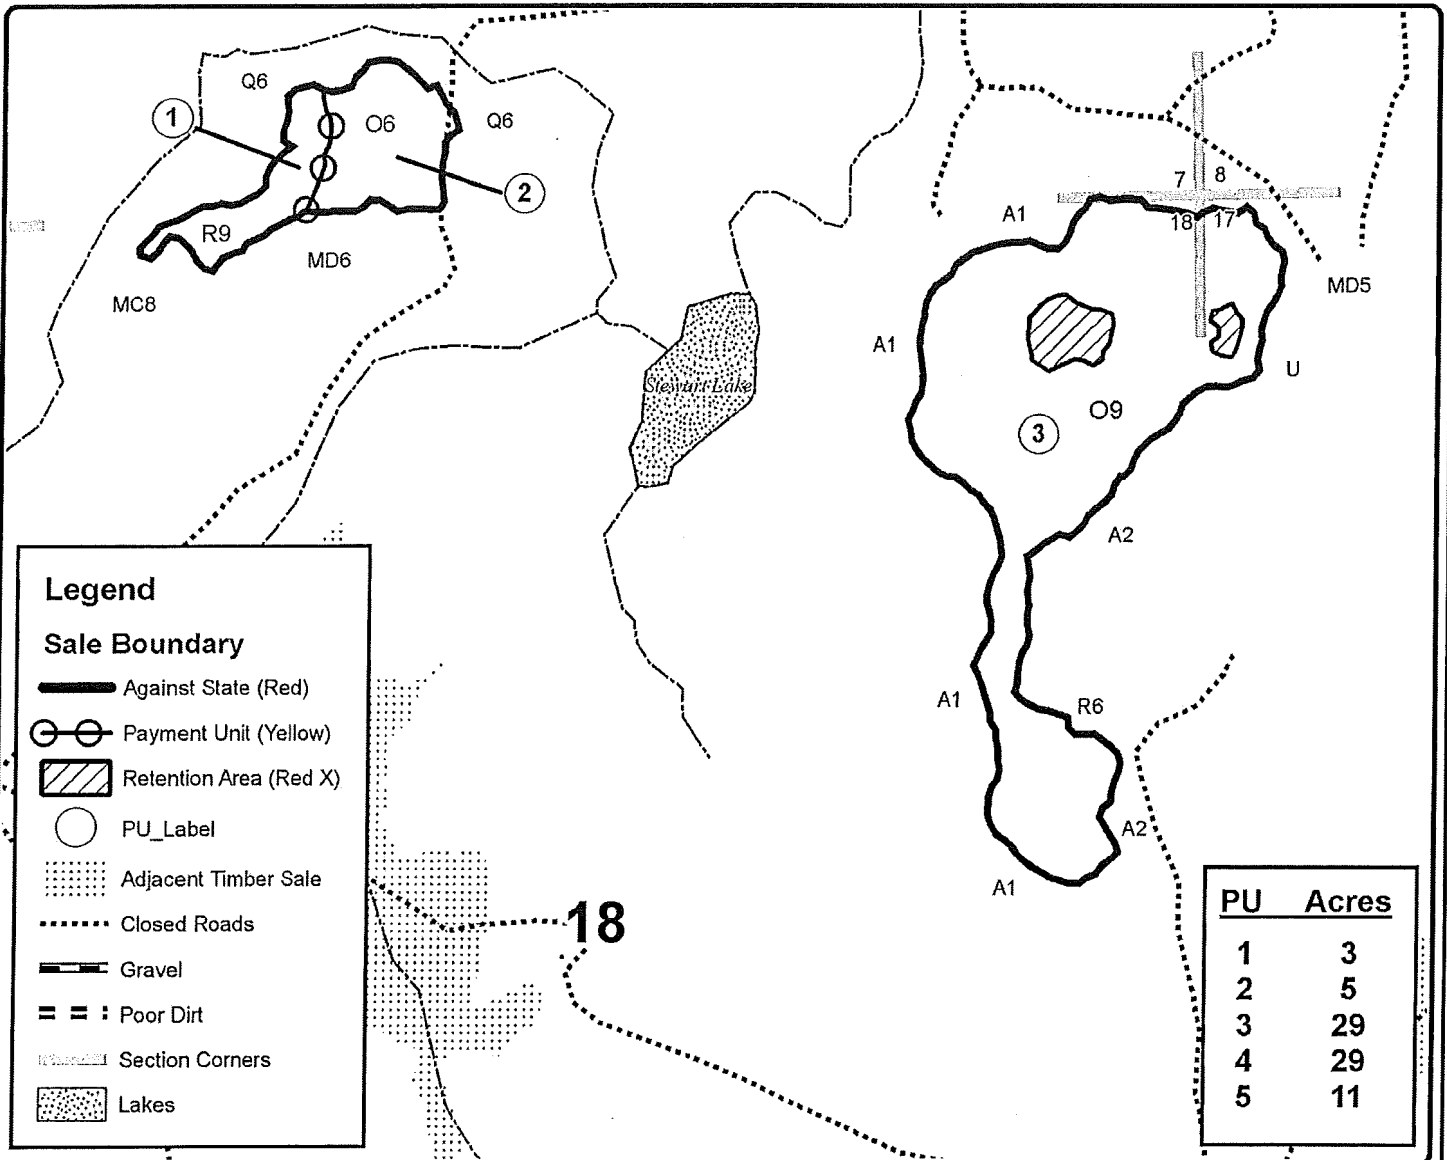 Q6
1
O6
Q6
2
R9
MD6
MC8
7 8
18 17
A1
MD5
A1
U
Stewart Lake
O9
3
A2
A1
R6
A2
A1
18
Legend
Sale Boundary
Against State (Red)
Payment Unit (Yellow)
Retention Area (Red X)
PU_Label
Adjacent Timber Sale
Closed Roads
Gravel
Poor Dirt
Section Corners
Lakes
PU Acres
1 3
2 5
3 29
4 29
5 11